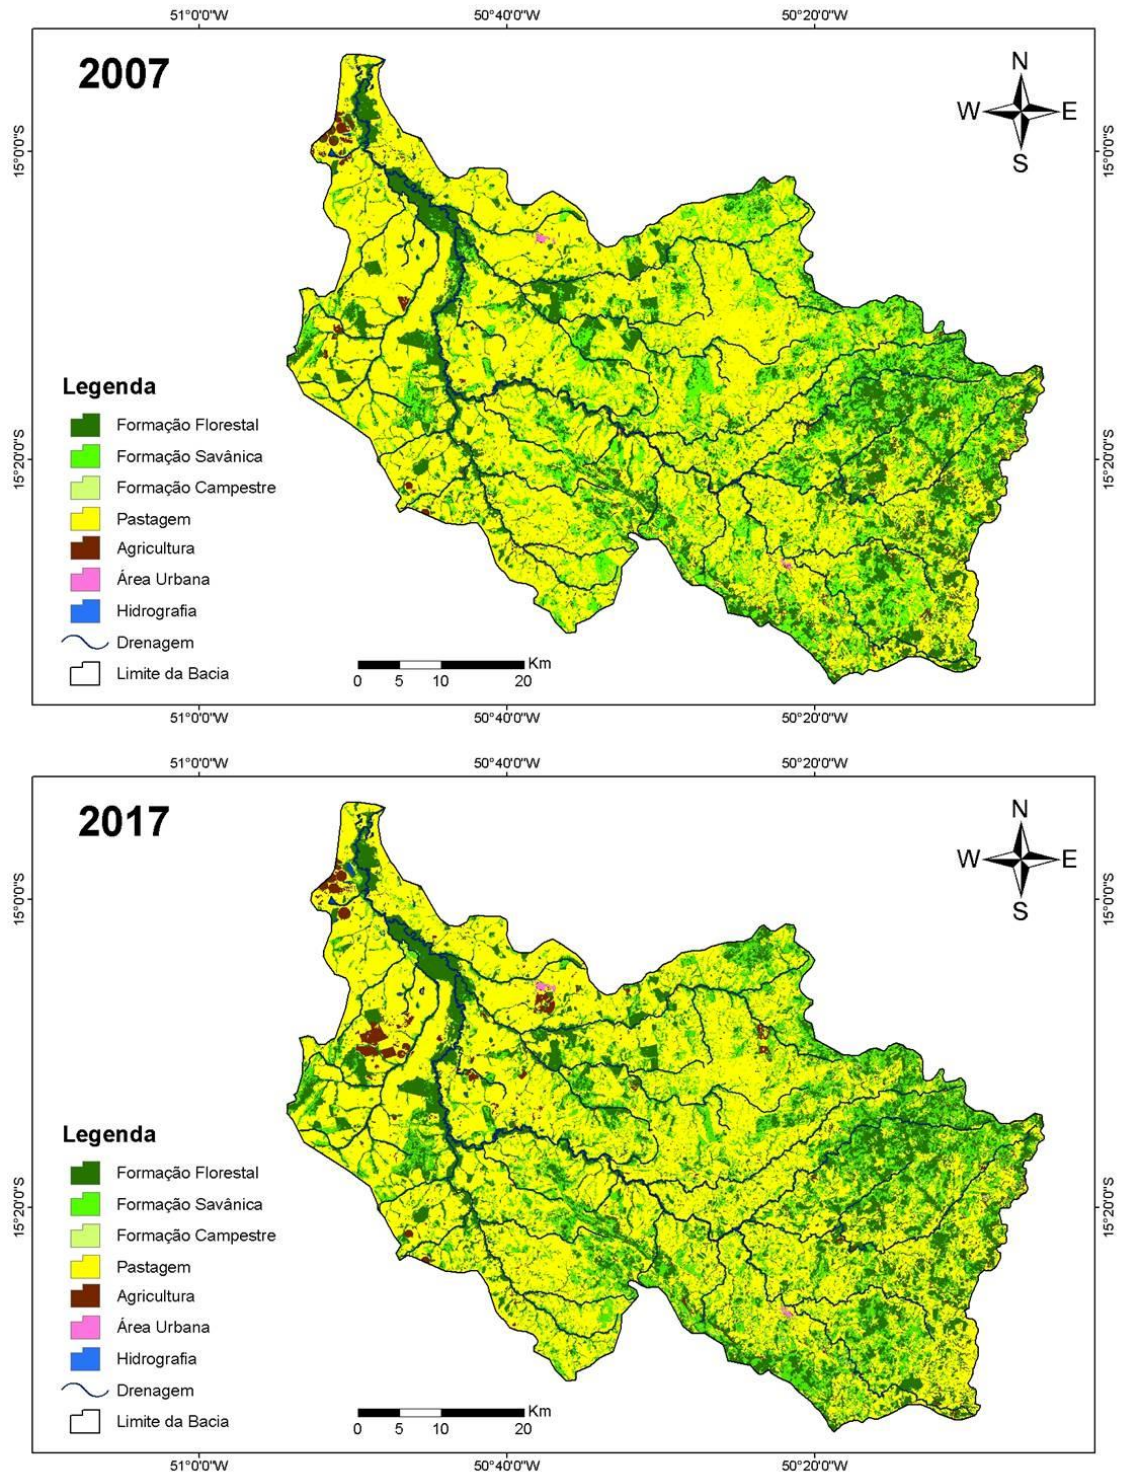 51°0'0"W 50°40'0"W 50°20'0"W
2007
N
W E
S
15°0'0"S 15°0'0"S
15°20'0"S 15°20'0"S
Legenda
Formação Florestal
Formação Savânica
Formação Campestre
Pastagem
Agricultura
Área Urbana
Hidrografia
Drenagem
Limite da Bacia
Km
0 5 10 20
51°0'0"W 50°40'0"W 50°20'0"W
51°0'0"W 50°40'0"W 50°20'0"W
2017
N
W E
S
15°0'0"S 15°0'0"S
15°20'0"S 15°20'0"S
Legenda
Formação Florestal
Formação Savânica
Formação Campestre
Pastagem
Agricultura
Área Urbana
Hidrografia
Drenagem
Limite da Bacia
Km
0 5 10 20
51°0'0"W 50°40'0"W 50°20'0"W